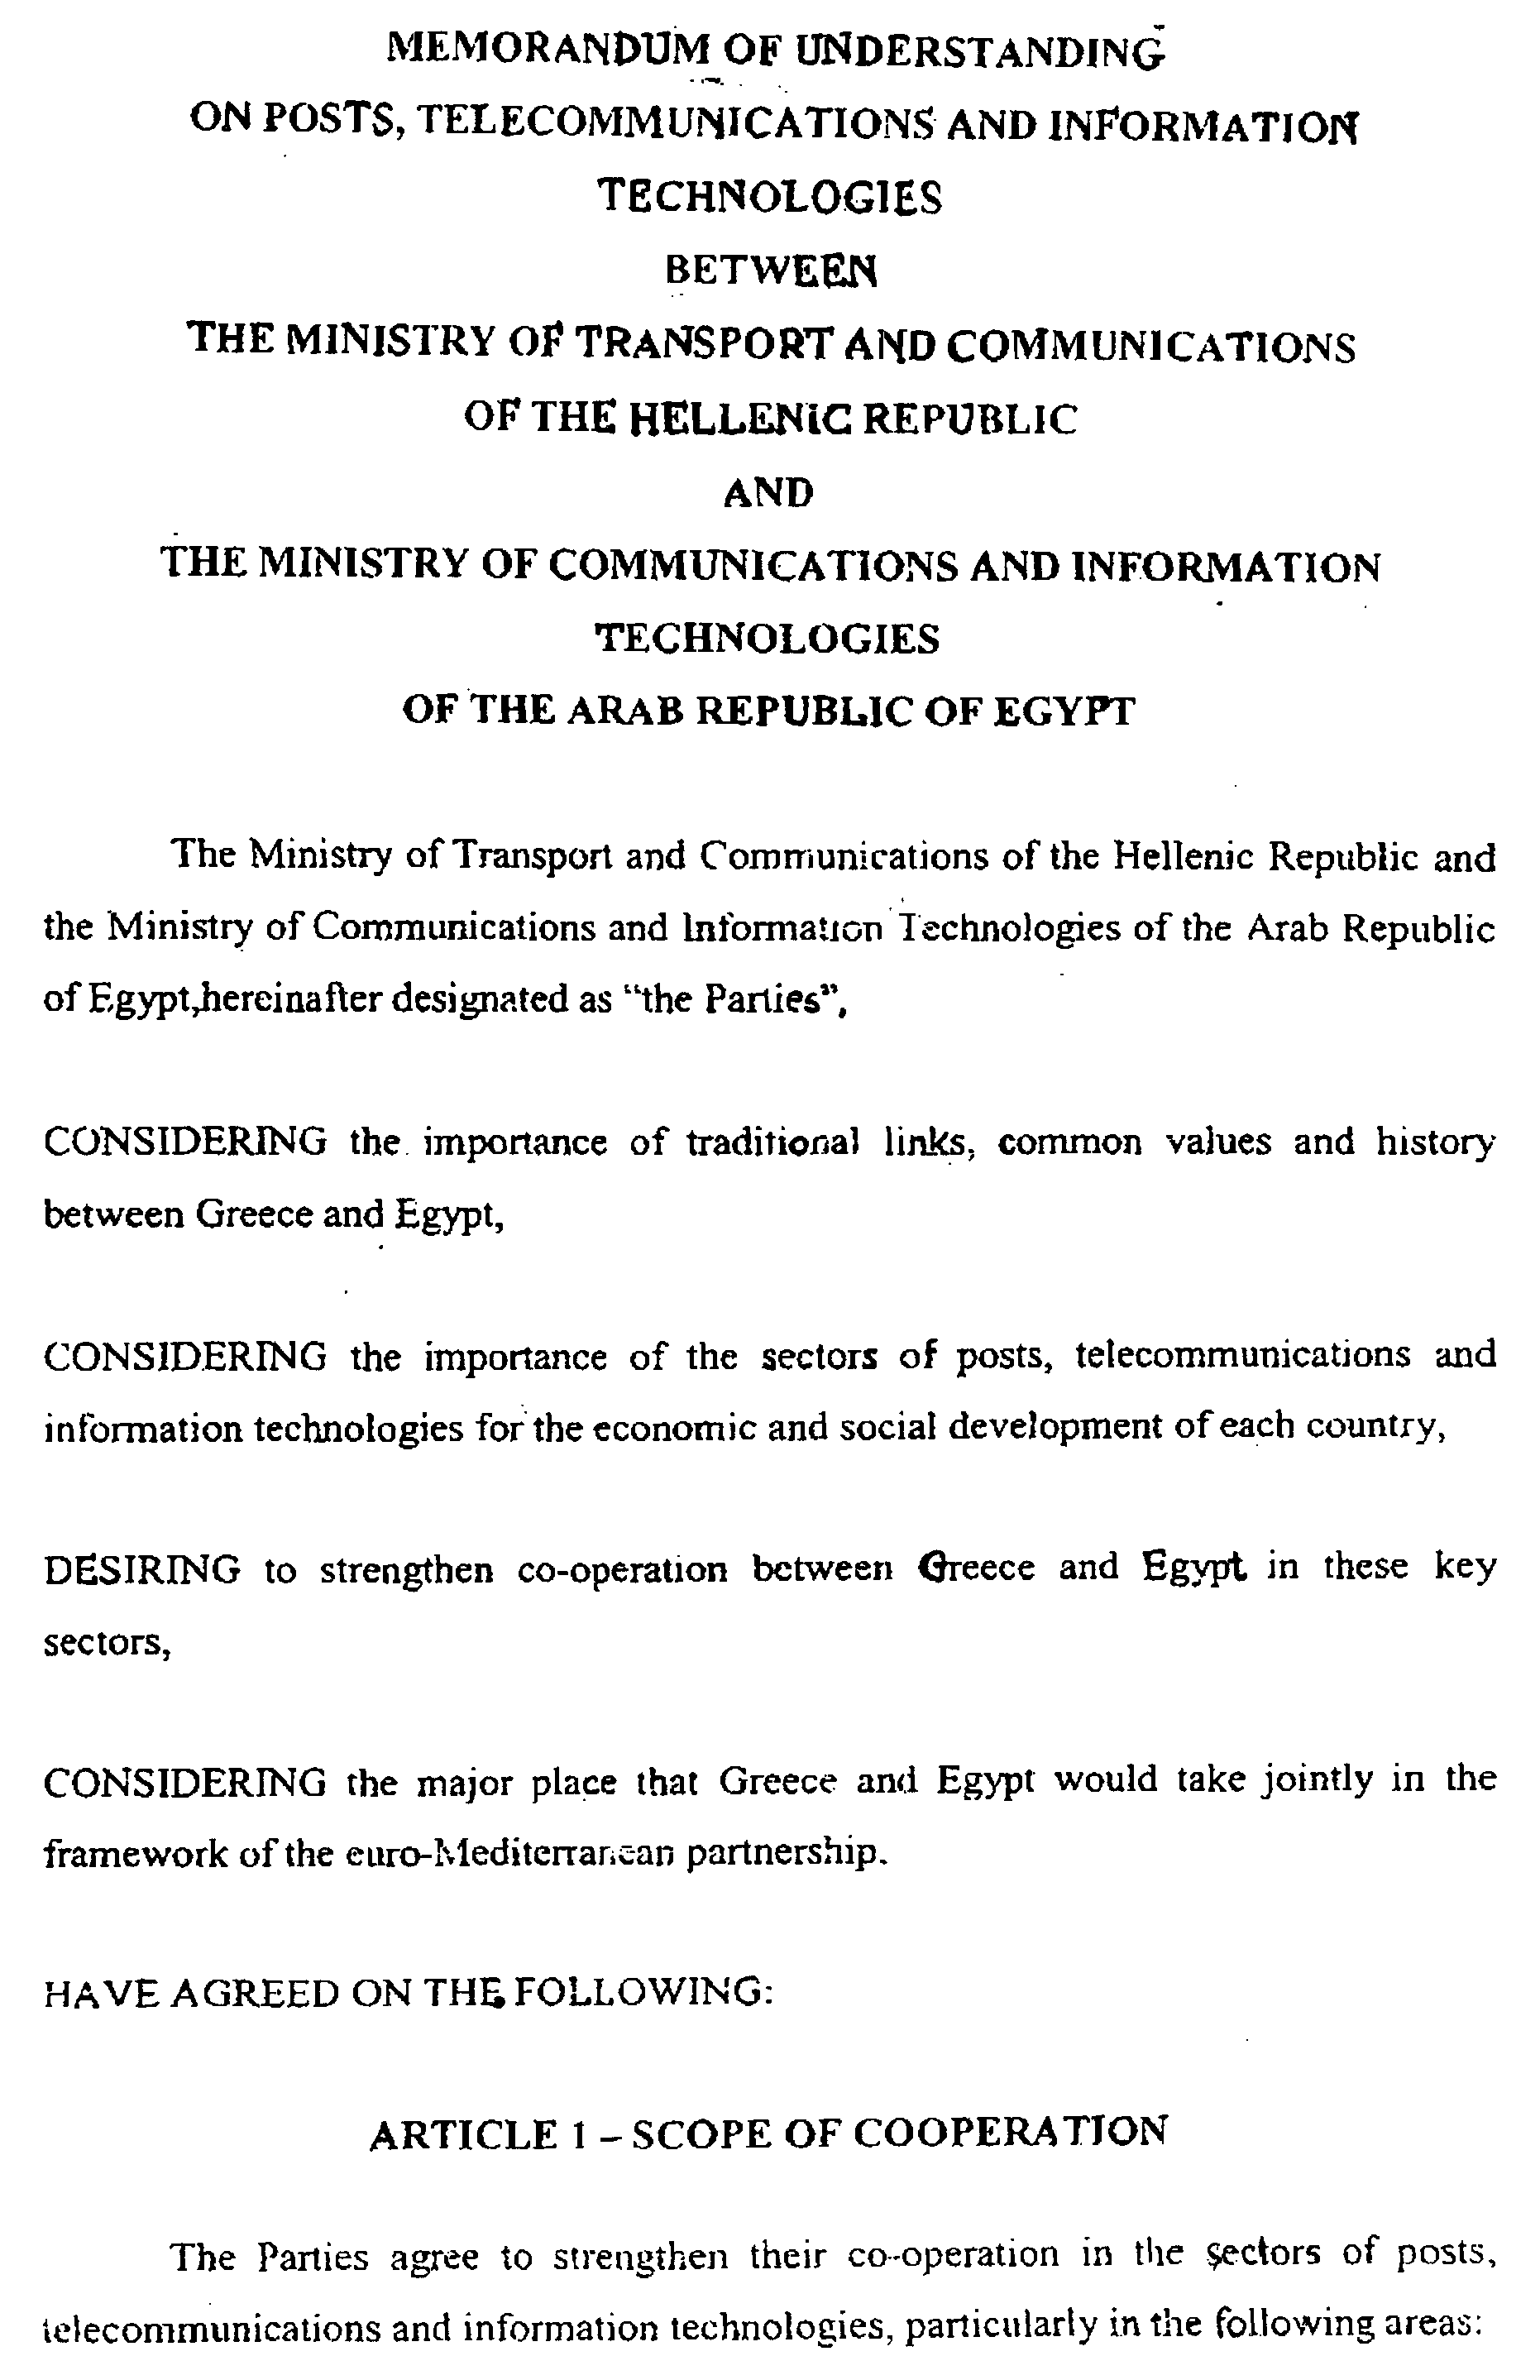 MEMORANDUM OF UNDERSTANDING
ON POSTS, TELECOMMUNICATIONS AND INFORMATION
TECHNOLOGIES
BETWEEN
THE MINISTRY OF TRANSPORT AND COMMUNICATIONS
OF THE HELLENIC REPUBLIC
AND
THE MINISTRY OF COMMUNICATIONS AND INFORMATION
TECHNOLOGIES
OF THE ARAB REPUBLIC OF EGYPT
The Ministry of Transport and Communications of the Hellenic Republic and
the Ministry of Communications and Information Technologies of the Arab Republic
of Egypt,hereinafter designated as “the Parties”,
CONSIDERING the importance of traditional links, common values and history
between Greece and Egypt,
CONSIDERING the importance of the sectors of posts, telecommunications and
information technologies for the economic and social development of each country,
DESIRING to strengthen co-operation between Greece and Egypt in these key
sectors,
CONSIDERING the major place that Greece and Egypt would take jointly in the
framework of the euro-Mediterranean partnership.
HAVE AGREED ON THE FOLLOWING:
ARTICLE 1 – SCOPE OF COOPERATION
The Parties agree to strengthen their co-operation in the sectors of posts,
telecommunications and information technologies, particularly in the following areas: